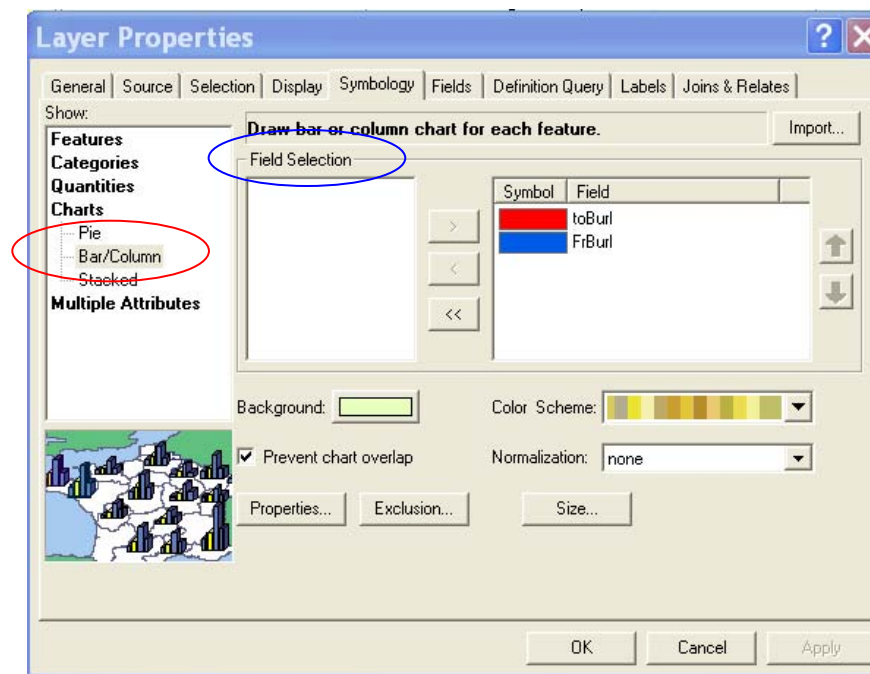 Layer Properties
General Source Selection Display Symbology Fields Definition Query Labels Joins & Relates
Show:
Features
Categories
Quantities
Charts
Pie
Bar/Column
Stacked
Multiple Attributes
Draw bar or column chart for each feature.
Import...
Field Selection
Symbol Field
toBurl
FrBurl
>
<
<<
Background:
Color Scheme:
Prevent chart overlap
Normalization: none
Properties... Exclusion... Size...
OK Cancel Apply